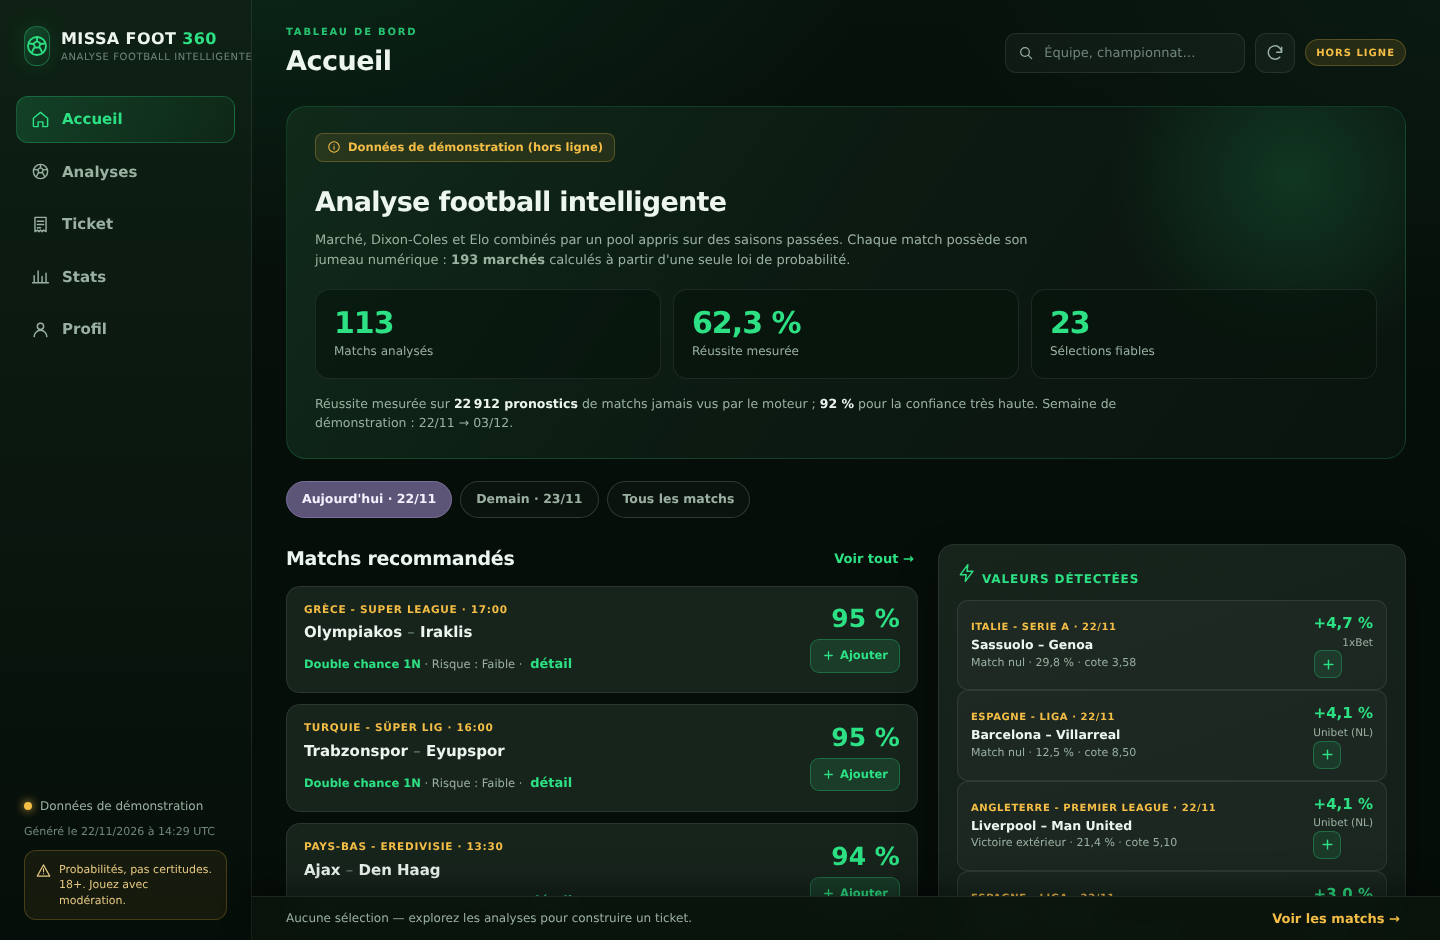 MISSA FOOT 360
ANALYSE FOOTBALL INTELLIGENTE
Accueil
Analyses
Ticket
Stats
Profil
Données de démonstration
Généré le 22/11/2026 à 14:29 UTC
Probabilités, pas certitudes.
18+. Jouez avec
modération.
TABLEAU DE BORD
Accueil
Équipe, championnat...
HORS LIGNE
Données de démonstration (hors ligne)
Analyse football intelligente
Marché, Dixon-Coles et Elo combinés par un pool appris sur des saisons passées. Chaque match possède son
jumeau numérique : 193 marchés calculés à partir d'une seule loi de probabilité.
113
Matchs analysés
62,3 %
Réussite mesurée
23
Sélections fiables
Réussite mesurée sur 22 912 pronostics de matchs jamais vus par le moteur ; 92 % pour la confiance très haute. Semaine de
démonstration : 22/11 → 03/12.
Aujourd'hui · 22/11
Demain · 23/11
Tous les matchs
Matchs recommandés
Voir tout →
GRÈCE - SUPER LEAGUE · 17:00
Olympiakos – Iraklis
Double chance 1N · Risque : Faible · détail
95 %
+ Ajouter
TURQUIE - SÜPER LIG · 16:00
Trabzonspor – Eyupspor
Double chance 1N · Risque : Faible · détail
95 %
+ Ajouter
PAYS-BAS - EREDIVISIE · 13:30
Ajax – Den Haag
94 %
+ Ajouter
VALEURS DÉTECTÉES
ITALIE - SERIE A · 22/11
Sassuolo – Genoa
Match nul · 29,8 % · cote 3,58
+4,7 %
1xBet
+
ESPAGNE - LIGA · 22/11
Barcelona – Villarreal
Match nul · 12,5 % · cote 8,50
+4,1 %
Unibet (NL)
+
ANGLETERRE - PREMIER LEAGUE · 22/11
Liverpool – Man United
Victoire extérieur · 21,4 % · cote 5,10
+4,1 %
Unibet (NL)
+
ESPAGNE - LIGA · 22/11
+3,0 %
Aucune sélection — explorez les analyses pour construire un ticket.
Voir les matchs →